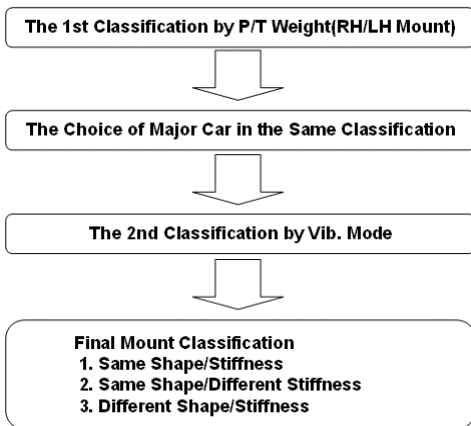 The 1st Classification by P/T Weight(RH/LH Mount)
The Choice of Major Car in the Same Classification
The 2nd Classification by Vib. Mode
Final Mount Classification
1. Same Shape/Stiffness
2. Same Shape/Different Stiffness
3. Different Shape/Stiffness